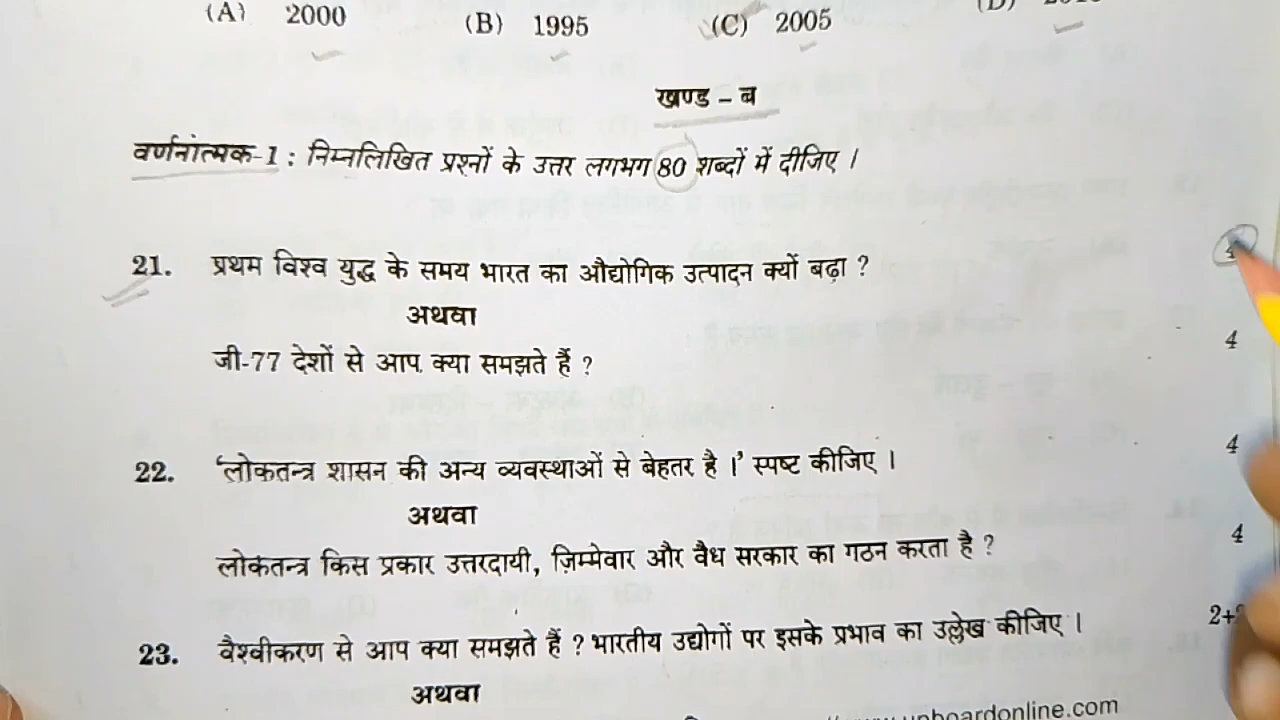 (A) 2000 (B) 1995 (C) 2005 (D)
खण्ड – ब
वर्णनात्मक-1 : निम्नलिखित प्रश्नों के उत्तर लगभग 80 शब्दों में दीजिए ।
21. प्रथम विश्व युद्ध के समय भारत का औद्योगिक उत्पादन क्यों बढ़ा ?
अथवा
जी-77 देशों से आप क्या समझते हैं ? 4
22. 'लोकतन्त्र शासन की अन्य व्यवस्थाओं से बेहतर है ।' स्पष्ट कीजिए । 4
अथवा
लोकतन्त्र किस प्रकार उत्तरदायी, ज़िम्मेवार और वैध सरकार का गठन करता है ? 4
23. वैश्वीकरण से आप क्या समझते हैं ? भारतीय उद्योगों पर इसके प्रभाव का उल्लेख कीजिए । 2+
अथवा